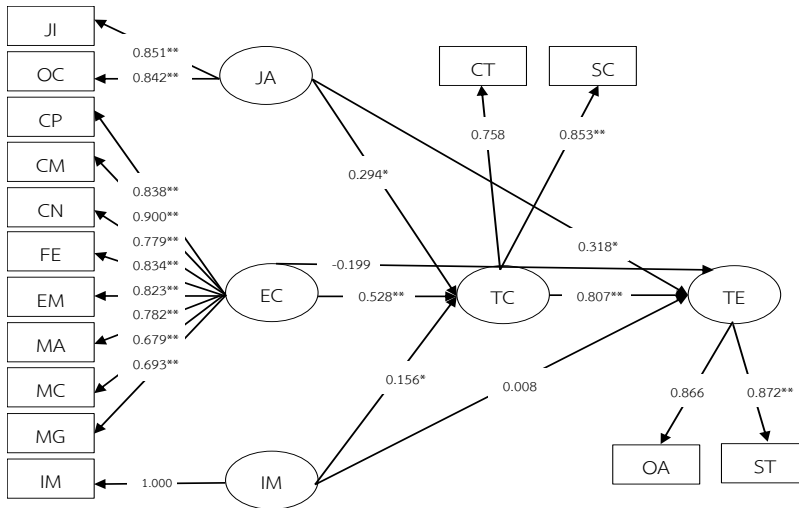 JI
OC
CP
CM
CN
FE
EM
MA
MC
MG
IM
0.851**
0.842**
0.838**
0.900**
0.779**
0.834**
0.823**
0.782**
0.679**
0.693**
1.000
JA
EC
IM
0.294*
-0.199
0.528**
0.156*
CT
SC
0.758
0.853**
TC
0.318*
0.807**
0.008
TE
0.866
0.872**
OA
ST